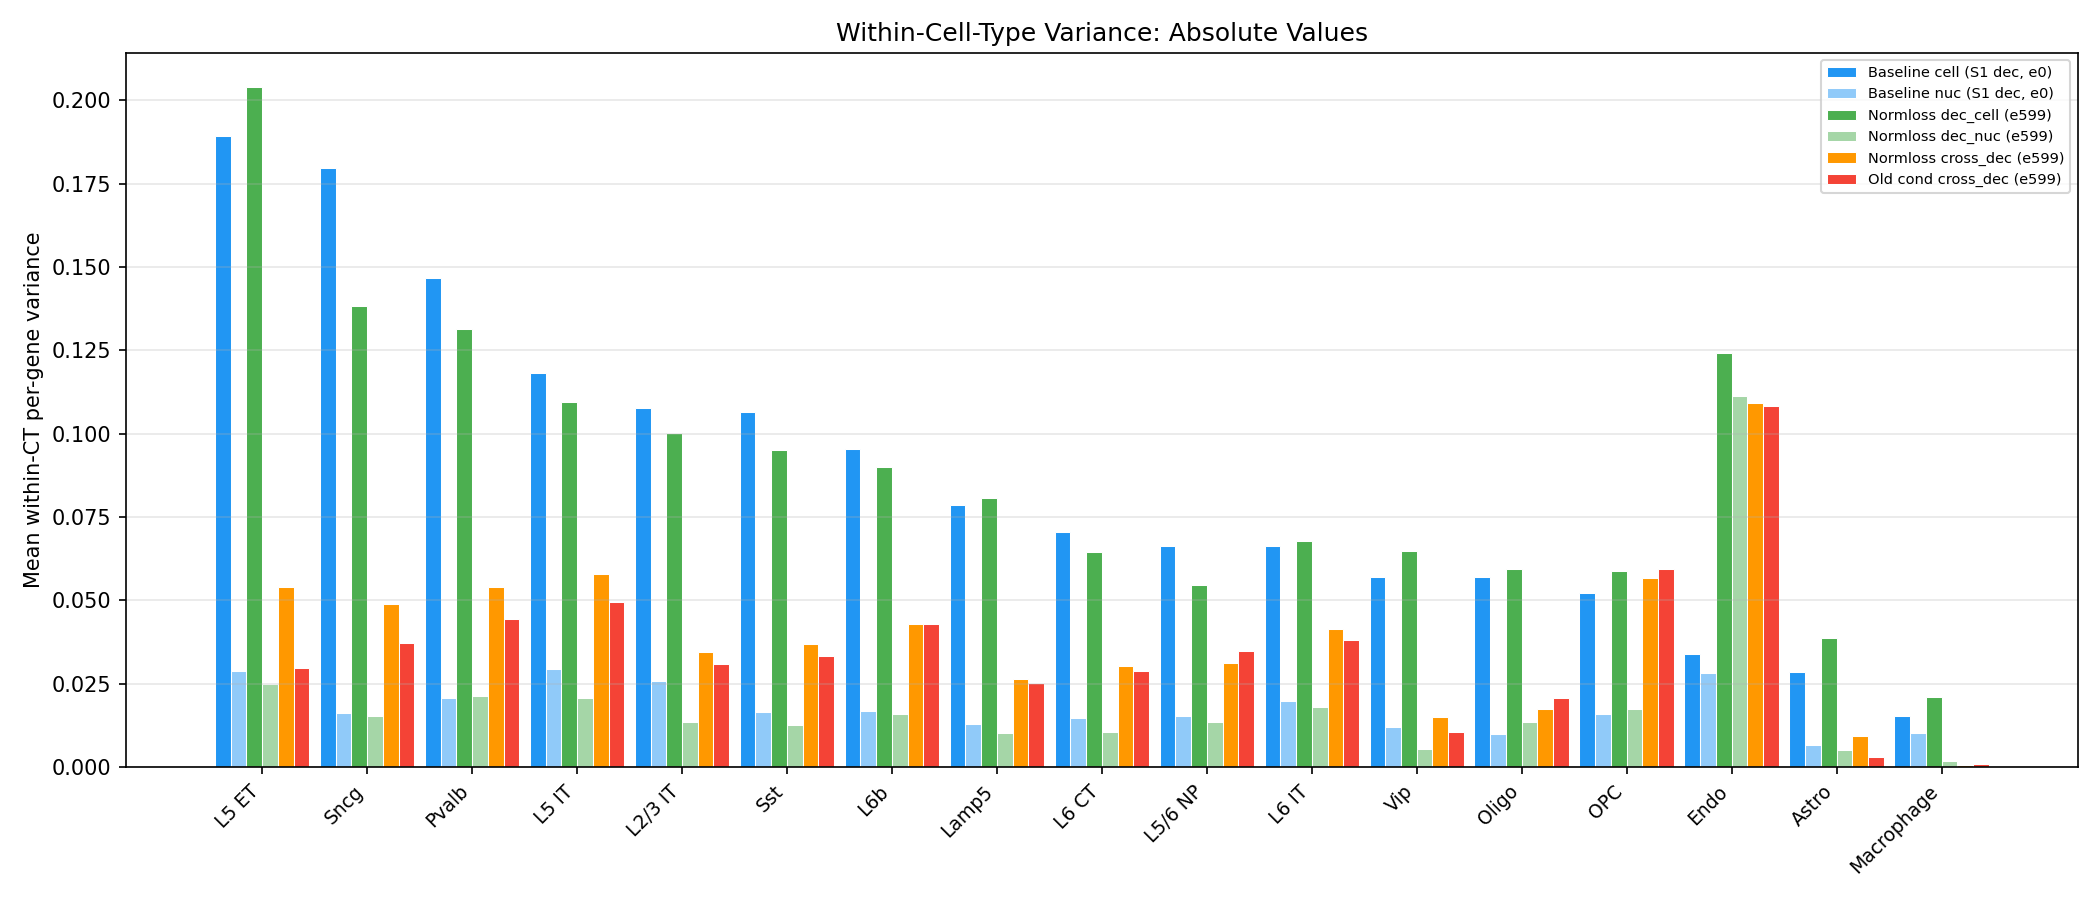 Within-Cell-Type Variance: Absolute Values
Mean within-CT per-gene variance
0.200
0.175
0.150
0.125
0.100
0.075
0.050
0.025
0.000
Baseline cell (S1 dec, e0)
Baseline nuc (S1 dec, e0)
Normloss dec_cell (e599)
Normloss dec_nuc (e599)
Normloss cross_dec (e599)
Old cond cross_dec (e599)
L5 ET
Sncg
Pvalb
L5 IT
L2/3 IT
Sst
L6b
Lamp5
L6 CT
L5/6 NP
L6 IT
Vip
Oligo
OPC
Endo
Astro
Macrophage